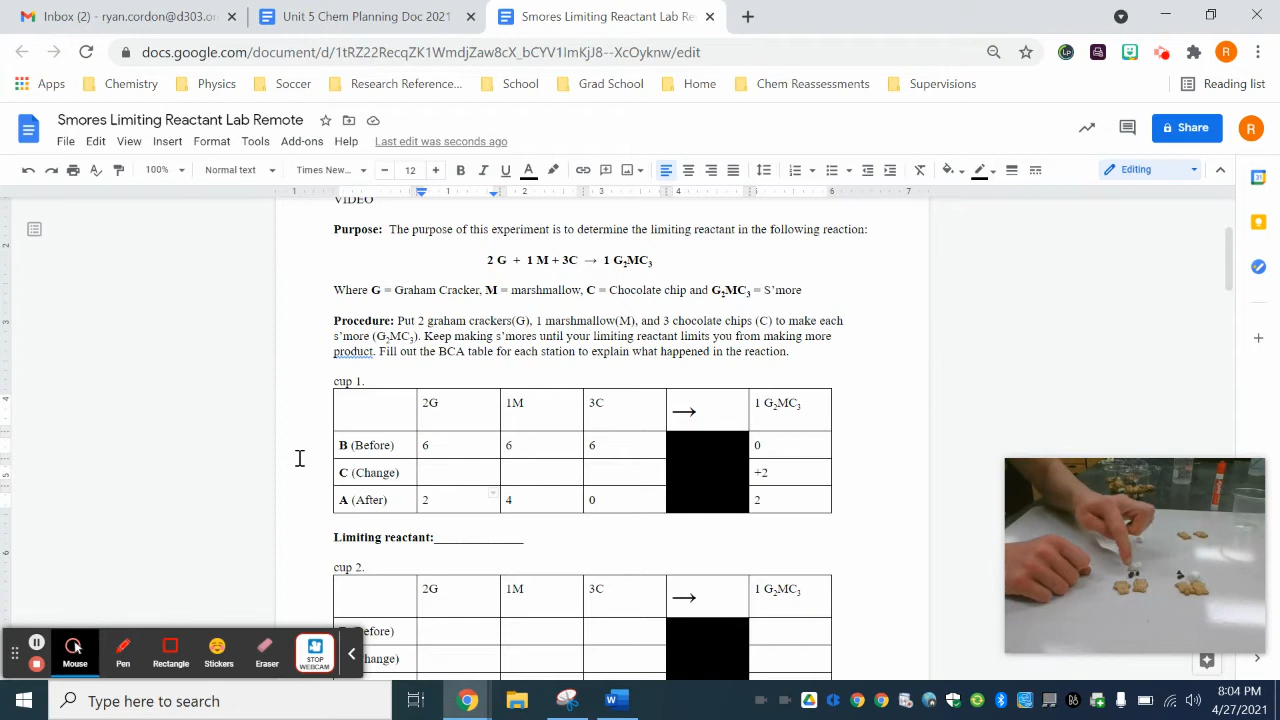 Inbox (2) - ryan.cordon@d303.or
Unit 5 Chem Planning Doc 2021
Smores Limiting Reactant Lab Re
docs.google.com/document/d/1tRZ22RecqZK1WmdjZaw8cX_bCYV1lmKjJ8--XcOyknw/edit
Apps Chemistry Physics Soccer Research Reference... School Grad School Home Chem Reassessments Supervisions Reading list
Smores Limiting Reactant Lab Remote
File Edit View Insert Format Tools Add-ons Help Last edit was seconds ago
Share
R
100% Normal text Times New... 12 Editing
VIDEO
Purpose: The purpose of this experiment is to determine the limiting reactant in the following reaction:
2 G + 1 M + 3C → 1 G₂MC₃
Where G = Graham Cracker, M = marshmallow, C = Chocolate chip and G₂MC₃ = S’more
Procedure: Put 2 graham crackers(G), 1 marshmallow(M), and 3 chocolate chips (C) to make each
s’more (G₂MC₃). Keep making s’mores until your limiting reactant limits you from making more
product. Fill out the BCA table for each station to explain what happened in the reaction.
cup 1.
2G 1M 3C → 1 G₂MC₃
B (Before) 6 6 6 0
C (Change) +2
A (After) 2 4 0 2
Limiting reactant:______________
cup 2.
2G 1M 3C → 1 G₂MC₃
efore)
hange)
Mouse Pen Rectangle Stickers Eraser STOP WEBCAM
Type here to search
8:04 PM
4/27/2021